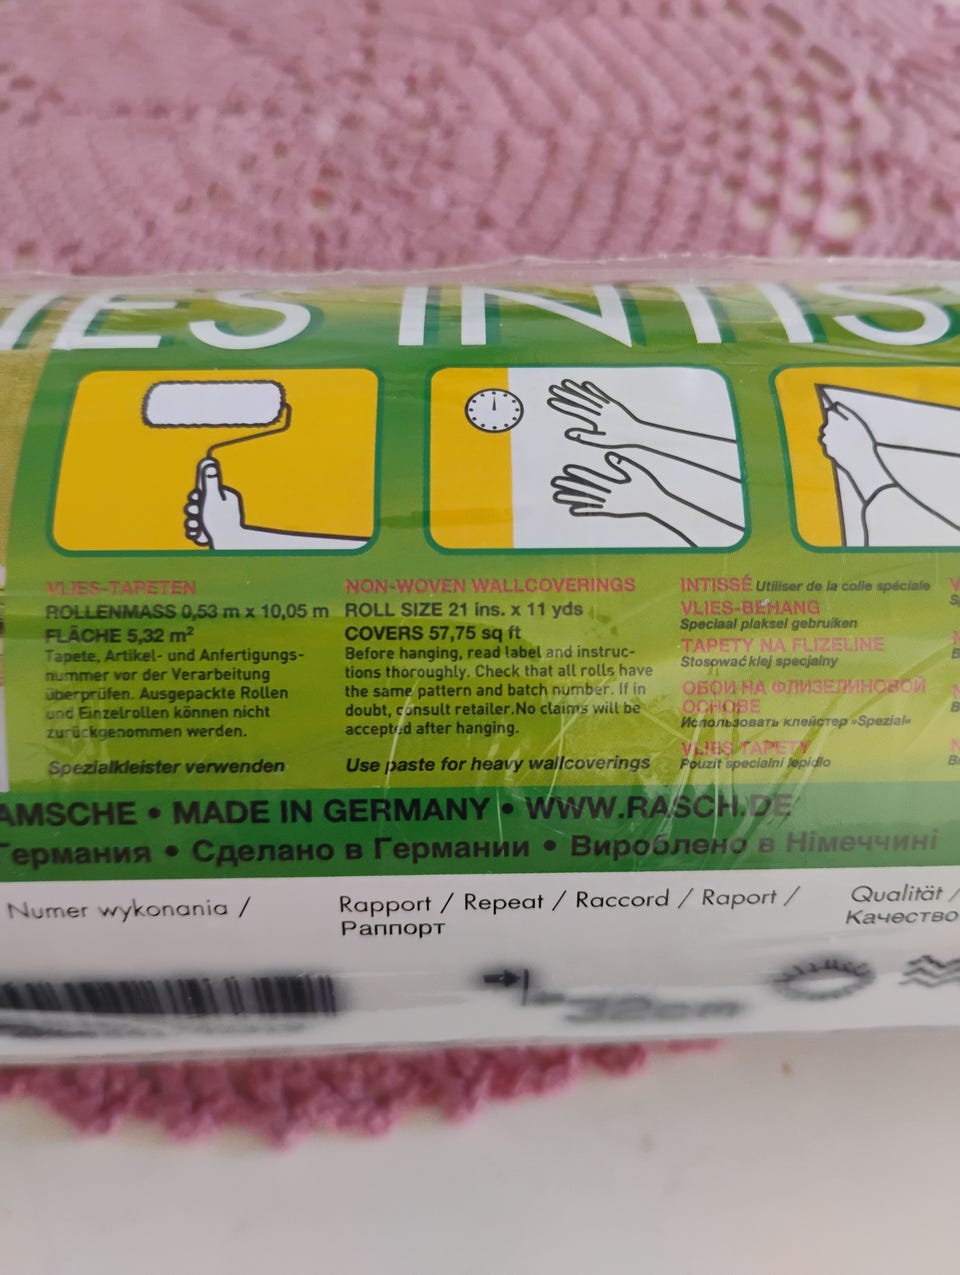 VLIES-TAPETEN
ROLLENMASS 0,53 m x 10,05 m
FLÄCHE 5,32 m²
Tapete, Artikel- und Anfertigungs-
nummer vor der Verarbeitung
überprüfen. Ausgepackte Rollen
und Einzelrollen können nicht
zurückgenommen werden.
Spezialkleister verwenden
NON-WOVEN WALLCOVERINGS
ROLL SIZE 21 ins. x 11 yds
COVERS 57,75 sq ft
Before hanging, read label and instruc-
tions thoroughly. Check that all rolls have
the same pattern and batch number. If in
doubt, consult retailer.No claims will be
accepted after hanging.
Use paste for heavy wallcoverings
INTISSÉ Utiliser de la colle spéciale
VLIES-BEHANG
Speciaal plaksel gebruiken
TAPETY NA FLIZELINE
Stosować klej specjalny
ОБОИ НА ФЛИЗЕЛИНОВОЙ
ОСНОВЕ
Использовать клейстер »Spezial«
VLIES TAPETY
Pouzít specialni lepidlo
AMSCHE • MADE IN GERMANY • WWW.RASCH.DE
Германия • Сделано в Германии • Вироблено в Німеччині
Numer wykonania /
Rapport / Repeat / Raccord / Raport /
Раппорт
Qualität /
Качество
32cm